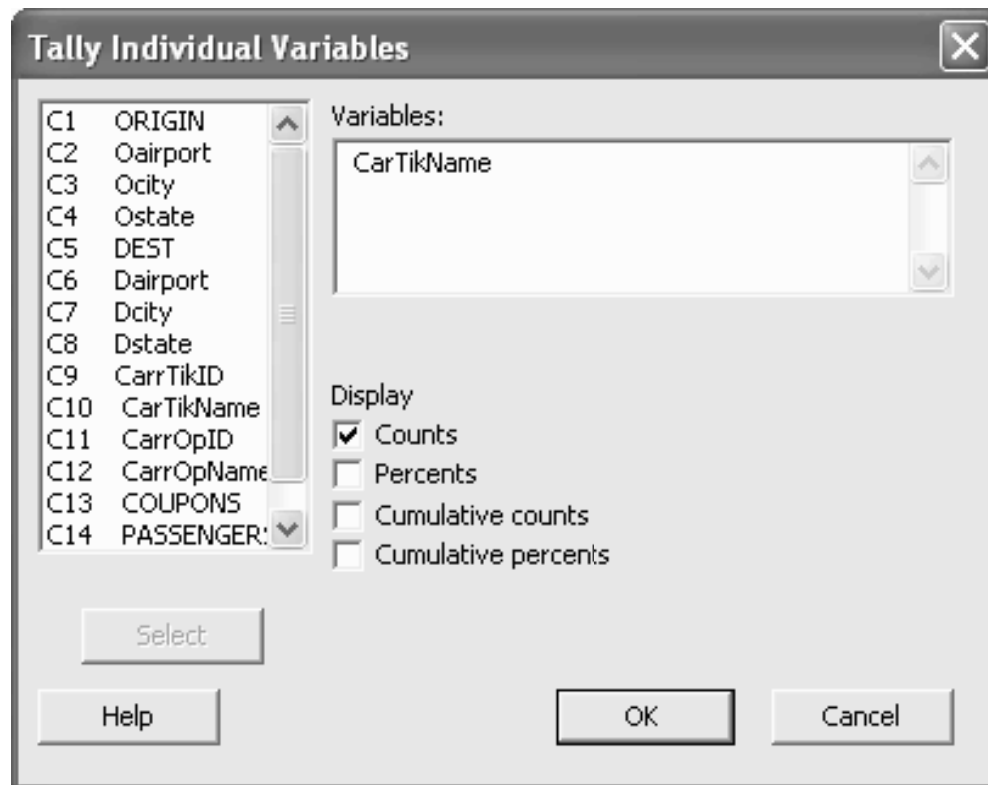 Tally Individual Variables
C1 ORIGIN
C2 Oairport
C3 Ocity
C4 Ostate
C5 DEST
C6 Dairport
C7 Dcity
C8 Dstate
C9 CarrTikID
C10 CarTikName
C11 CarrOpID
C12 CarrOpName
C13 COUPONS
C14 PASSENGERS
Select
Help
Variables:
CarTikName
Display
Counts
Percents
Cumulative counts
Cumulative percents
OK
Cancel